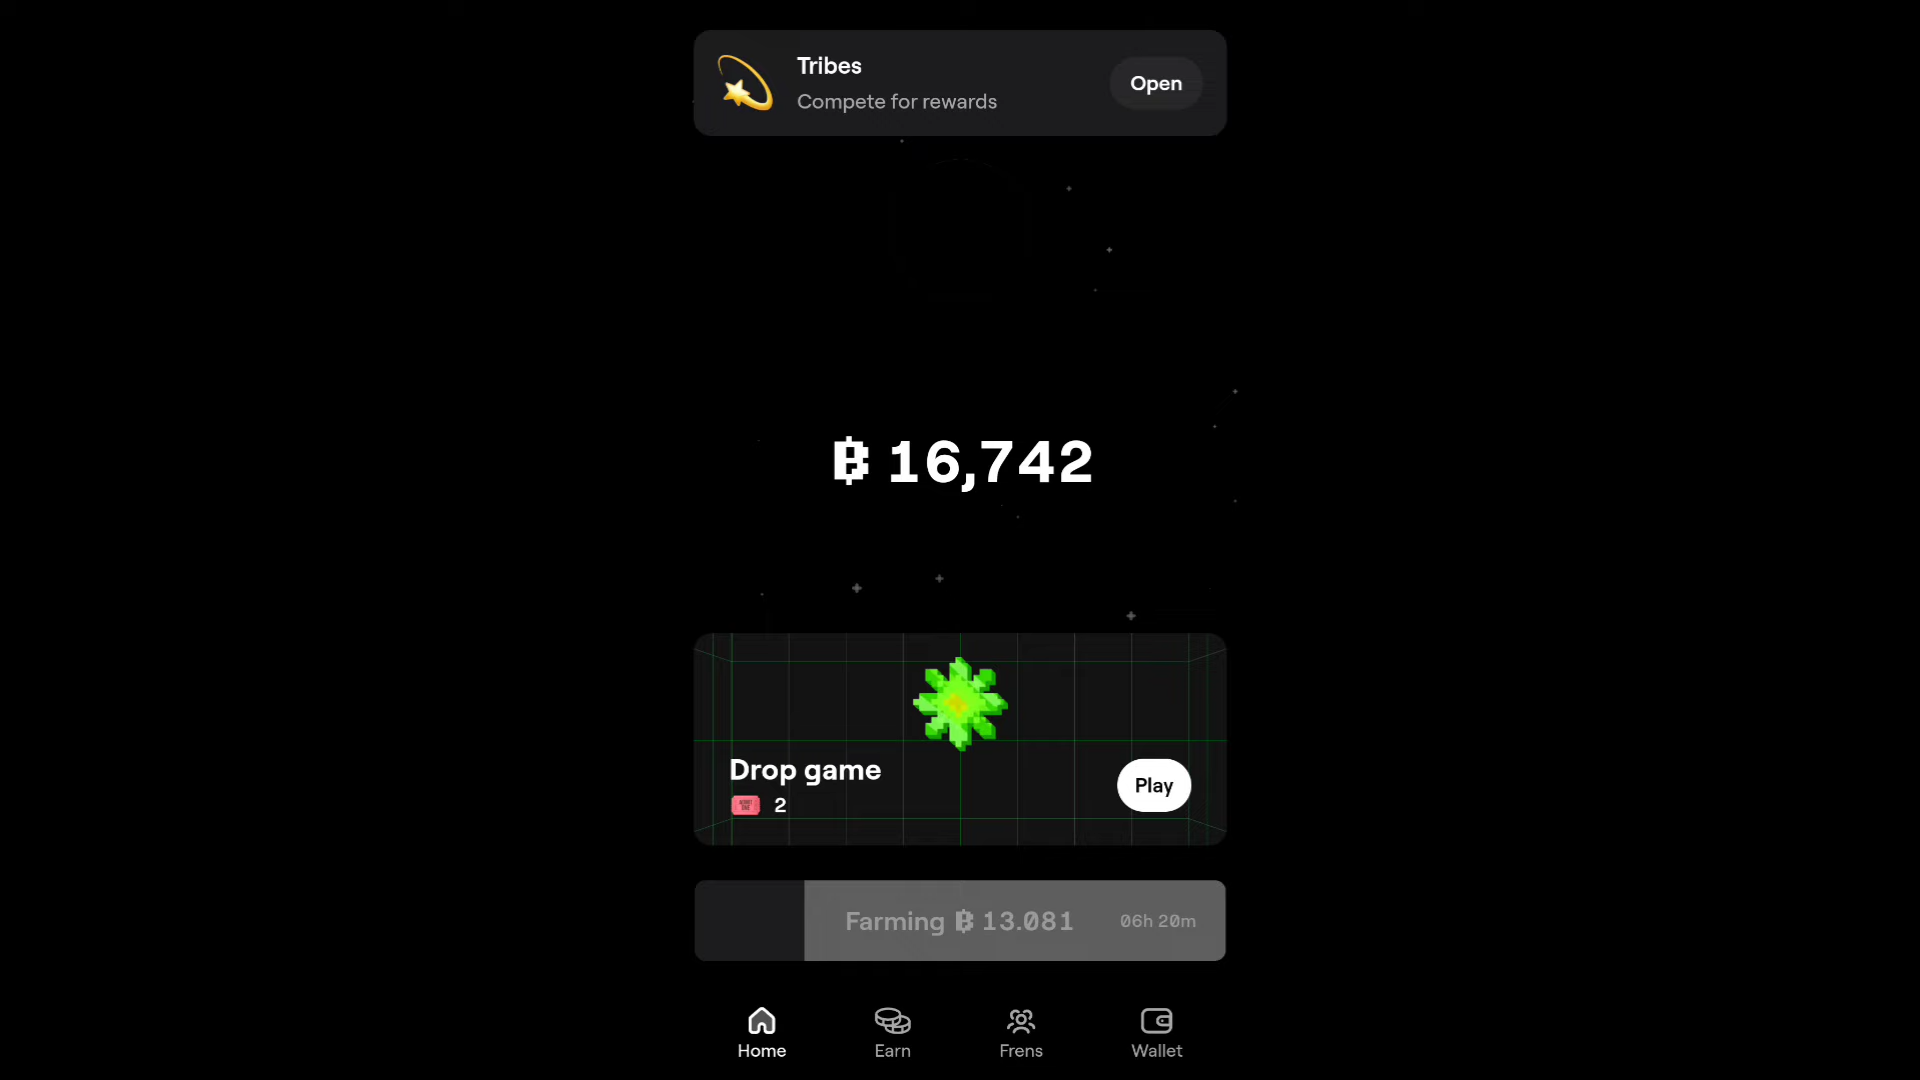 Tribes
Compete for rewards
Open
฿ 16,742
Drop game
2
Play
Farming ฿ 13.081
06h 20m
Home
Earn
Frens
Wallet